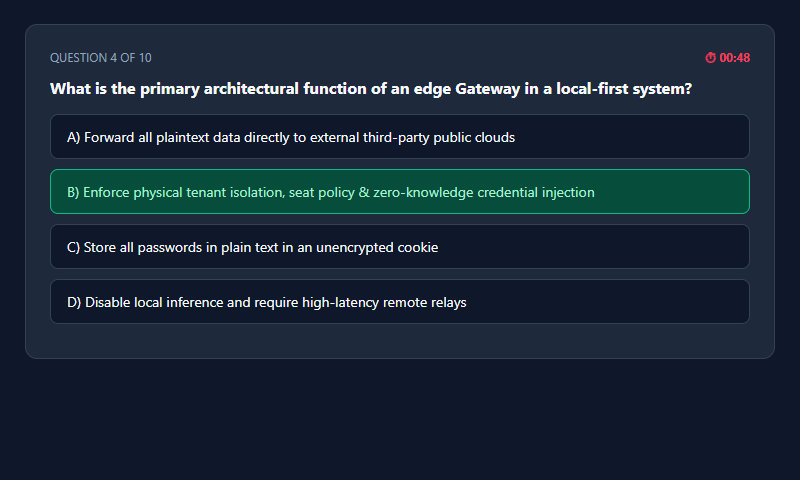 QUESTION 4 OF 10
⏱ 00:48
What is the primary architectural function of an edge Gateway in a local-first system?
A) Forward all plaintext data directly to external third-party public clouds
B) Enforce physical tenant isolation, seat policy & zero-knowledge credential injection
C) Store all passwords in plain text in an unencrypted cookie
D) Disable local inference and require high-latency remote relays